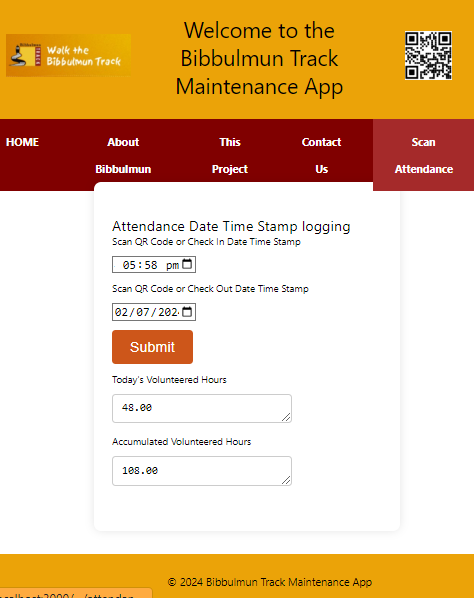 Welcome to the
Bibbulmun Track
Maintenance App
Bibbulmun
Walk the
Bibbulmun Track
HOME
About
Bibbulmun
This
Project
Contact
Us
Scan
Attendance
Attendance Date Time Stamp logging
Scan QR Code or Check In Date Time Stamp
05:58 pm
Scan QR Code or Check Out Date Time Stamp
02/07/202
Submit
Today's Volunteered Hours
48.00
Accumulated Volunteered Hours
108.00
© 2024 Bibbulmun Track Maintenance App